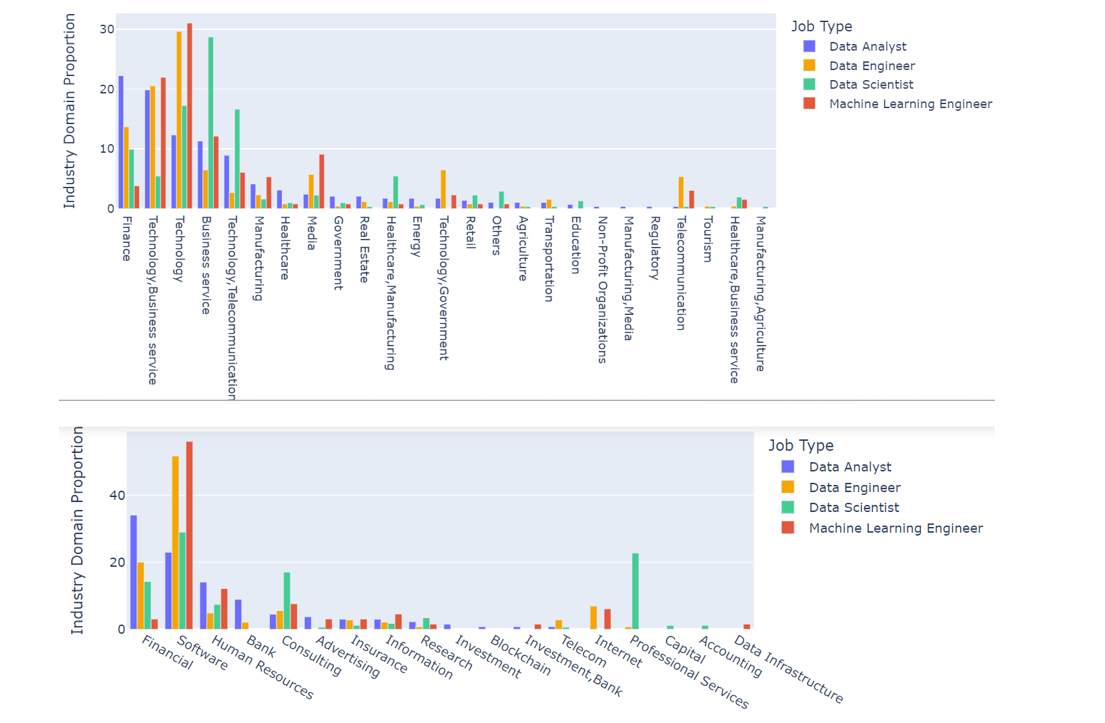 Industry Domain Proportion
30
20
10
0
Finance
Technology,Business service
Technology
Business service
Technology,Telecommunication
Manufacturing
Healthcare
Media
Government
Real Estate
Healthcare,Manufacturing
Energy
Technology,Government
Retail
Others
Agriculture
Transportation
Education
Non-Profit Organizations
Manufacturing,Media
Regulatory
Telecommunication
Tourism
Healthcare,Business service
Manufacturing,Agriculture
Job Type
Data Analyst
Data Engineer
Data Scientist
Machine Learning Engineer
Industry Domain Proportion
40
20
0
Financial
Software
Human Resources
Bank
Consulting
Advertising
Insurance
Information
Research
Investment
Blockchain
Investment,Bank
Telecom
Internet
Professional Services
Capital
Accounting
Data Infrastructure
Job Type
Data Analyst
Data Engineer
Data Scientist
Machine Learning Engineer